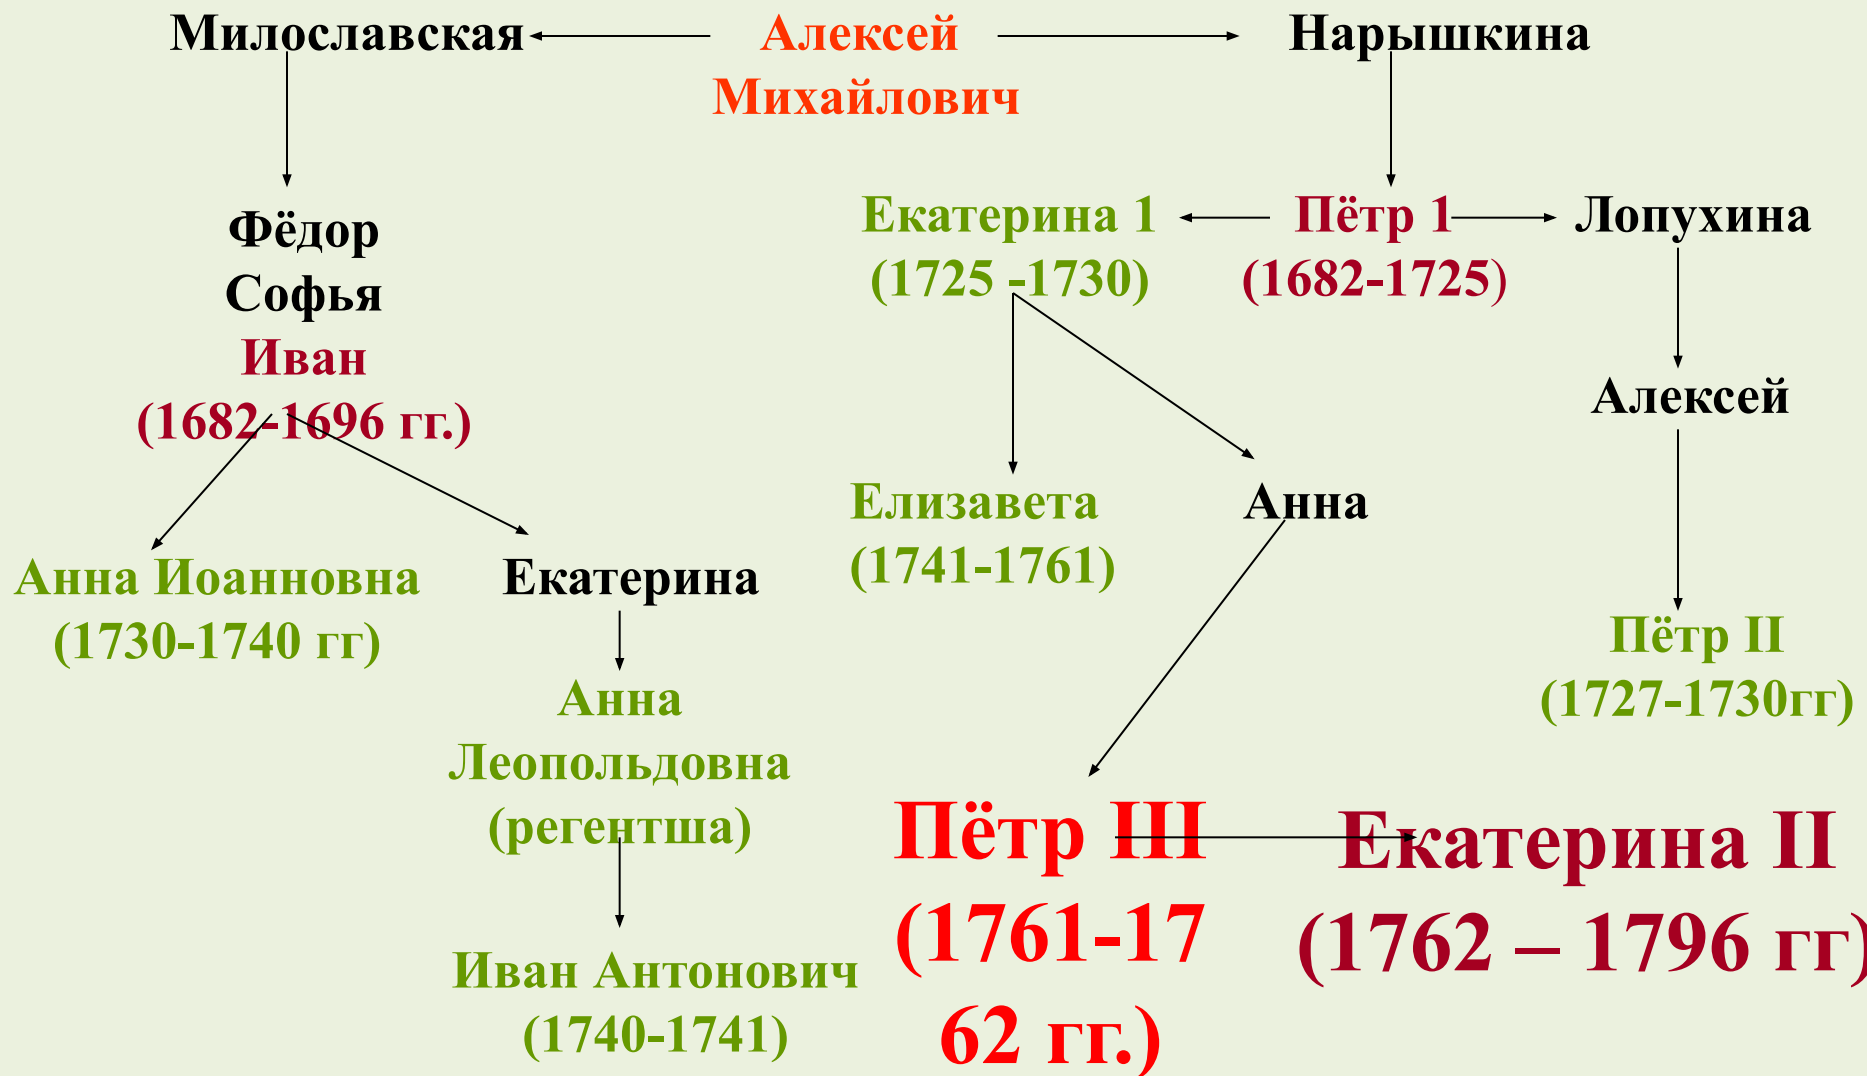 Милославская
Алексей
Михайлович
Нарышкина
Фёдор
Софья
Иван
(1682-1696 гг.)
Екатерина 1
(1725 -1730)
Пётр 1
(1682-1725)
Лопухина
Алексей
Елизавета
(1741-1761)
Анна
Анна Иоанновна
(1730-1740 гг)
Екатерина
Анна
Леопольдовна
(регентша)
Иван Антонович
(1740-1741)
Пётр II
(1727-1730гг)
Пётр III
(1761-17
62 гг.)
Екатерина II
(1762 – 1796 гг)